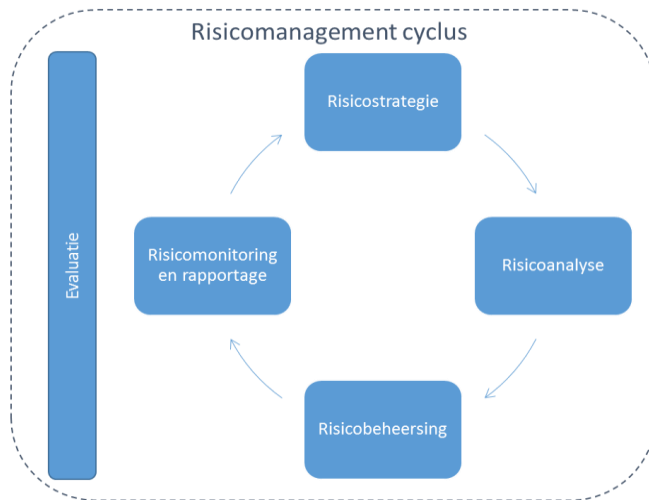 Risicomanagement cyclus
Risicostrategie
Evaluatie
Risicomonitoring
en rapportage
Risicoanalyse
Risicobeheersing